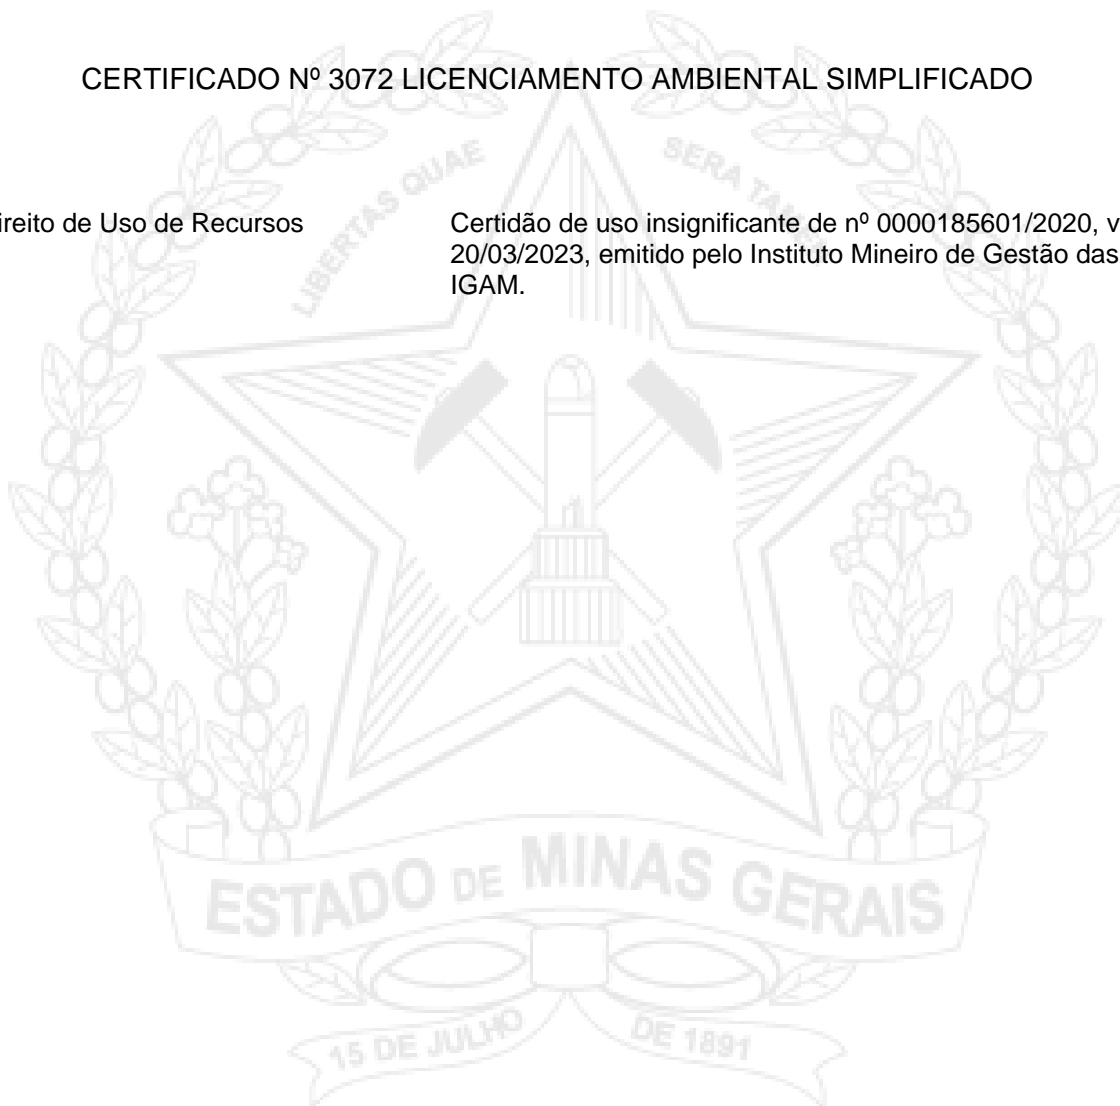 CERTIFICADO Nº 3072 LICENCIAMENTO AMBIENTAL SIMPLIFICADO
LIBERTAS QUAE SERA TAMEN
ireito de Uso de Recursos
Certidão de uso insignificante de nº 0000185601/2020, v
20/03/2023, emitido pelo Instituto Mineiro de Gestão das
IGAM.
ESTADO DE MINAS GERAIS
15 DE JULHO DE 1891